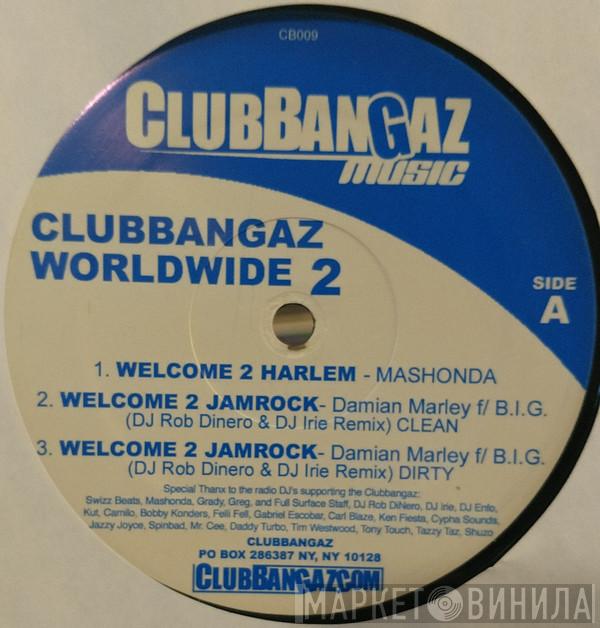 CB009
CLUBBANGAZ
music
CLUBBANGAZ
WORLDWIDE 2
SIDE
A
1. WELCOME 2 HARLEM - MASHONDA
2. WELCOME 2 JAMROCK- Damian Marley f/ B.I.G.
(DJ Rob Dinero & DJ Irie Remix) CLEAN
3. WELCOME 2 JAMROCK- Damian Marley f/ B.I.G.
(DJ Rob Dinero & DJ Irie Remix) DIRTY
Special Thanx to the radio DJ's supporting the Clubbangaz:
Swizz Beats, Mashonda, Grady, Greg, and Full Surface Staff, DJ Rob DiNero, DJ Irie, DJ Enfo,
Kut, Camilo, Bobby Konders, Felli Fell, Gabriel Escobar, Carl Blaze, Ken Fiesta, Cypha Sounds,
Jazzy Joyce, Spinbad, Mr. Cee, Daddy Turbo, Tim Westwood, Tony Touch, Tazzy Taz, Shuzo
CLUBBANGAZ
PO BOX 286387 NY, NY 10128
CLUBBANGAZ.COM
МАРКЕТ ВИНИЛА